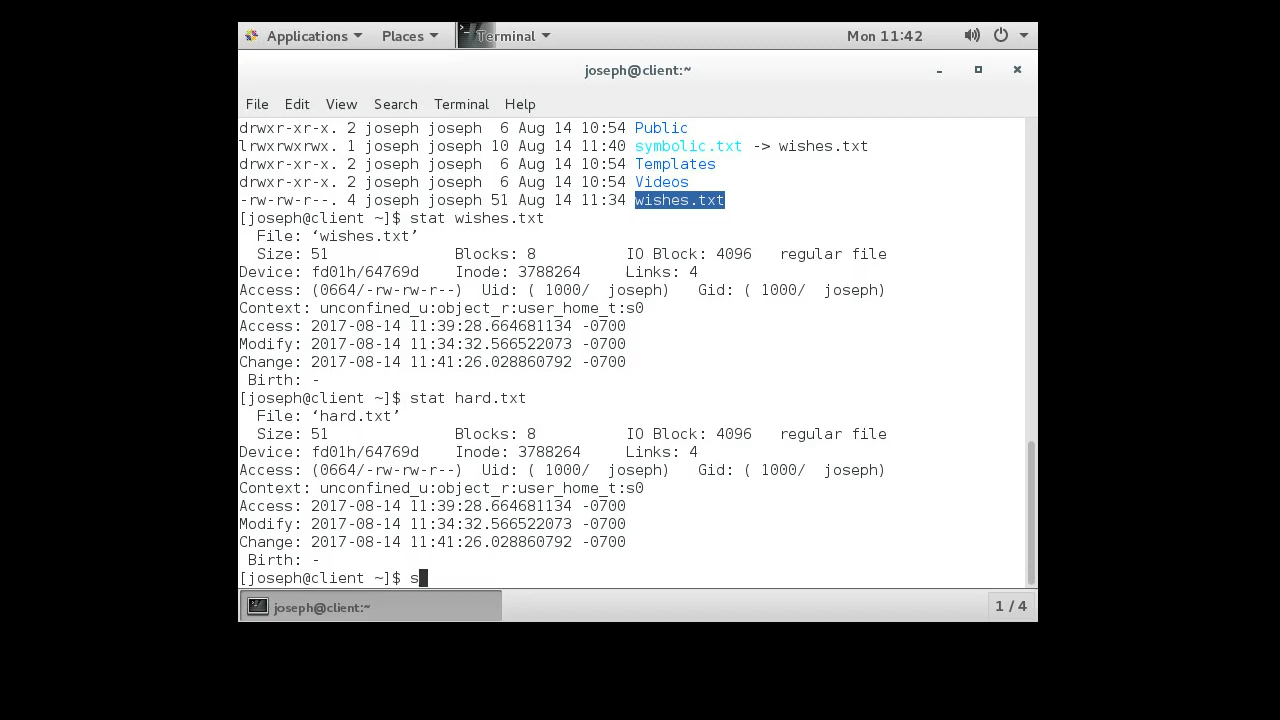 Applications Places Terminal Mon 11:42
joseph@client:~
File Edit View Search Terminal Help
drwxr-xr-x. 2 joseph joseph  6 Aug 14 10:54 Public
lrwxrwxrwx. 1 joseph joseph 10 Aug 14 11:40 symbolic.txt -> wishes.txt
drwxr-xr-x. 2 joseph joseph  6 Aug 14 10:54 Templates
drwxr-xr-x. 2 joseph joseph  6 Aug 14 10:54 Videos
-rw-rw-r--. 4 joseph joseph 51 Aug 14 11:34 wishes.txt
[joseph@client ~]$ stat wishes.txt
  File: ‘wishes.txt’
  Size: 51              Blocks: 8          IO Block: 4096   regular file
Device: fd01h/64769d    Inode: 3788264     Links: 4
Access: (0664/-rw-rw-r--)  Uid: ( 1000/  joseph)   Gid: ( 1000/  joseph)
Context: unconfined_u:object_r:user_home_t:s0
Access: 2017-08-14 11:39:28.664681134 -0700
Modify: 2017-08-14 11:34:32.566522073 -0700
Change: 2017-08-14 11:41:26.028860792 -0700
 Birth: -
[joseph@client ~]$ stat hard.txt
  File: ‘hard.txt’
  Size: 51              Blocks: 8          IO Block: 4096   regular file
Device: fd01h/64769d    Inode: 3788264     Links: 4
Access: (0664/-rw-rw-r--)  Uid: ( 1000/  joseph)   Gid: ( 1000/  joseph)
Context: unconfined_u:object_r:user_home_t:s0
Access: 2017-08-14 11:39:28.664681134 -0700
Modify: 2017-08-14 11:34:32.566522073 -0700
Change: 2017-08-14 11:41:26.028860792 -0700
 Birth: -
[joseph@client ~]$ s
joseph@client:~ 1 / 4